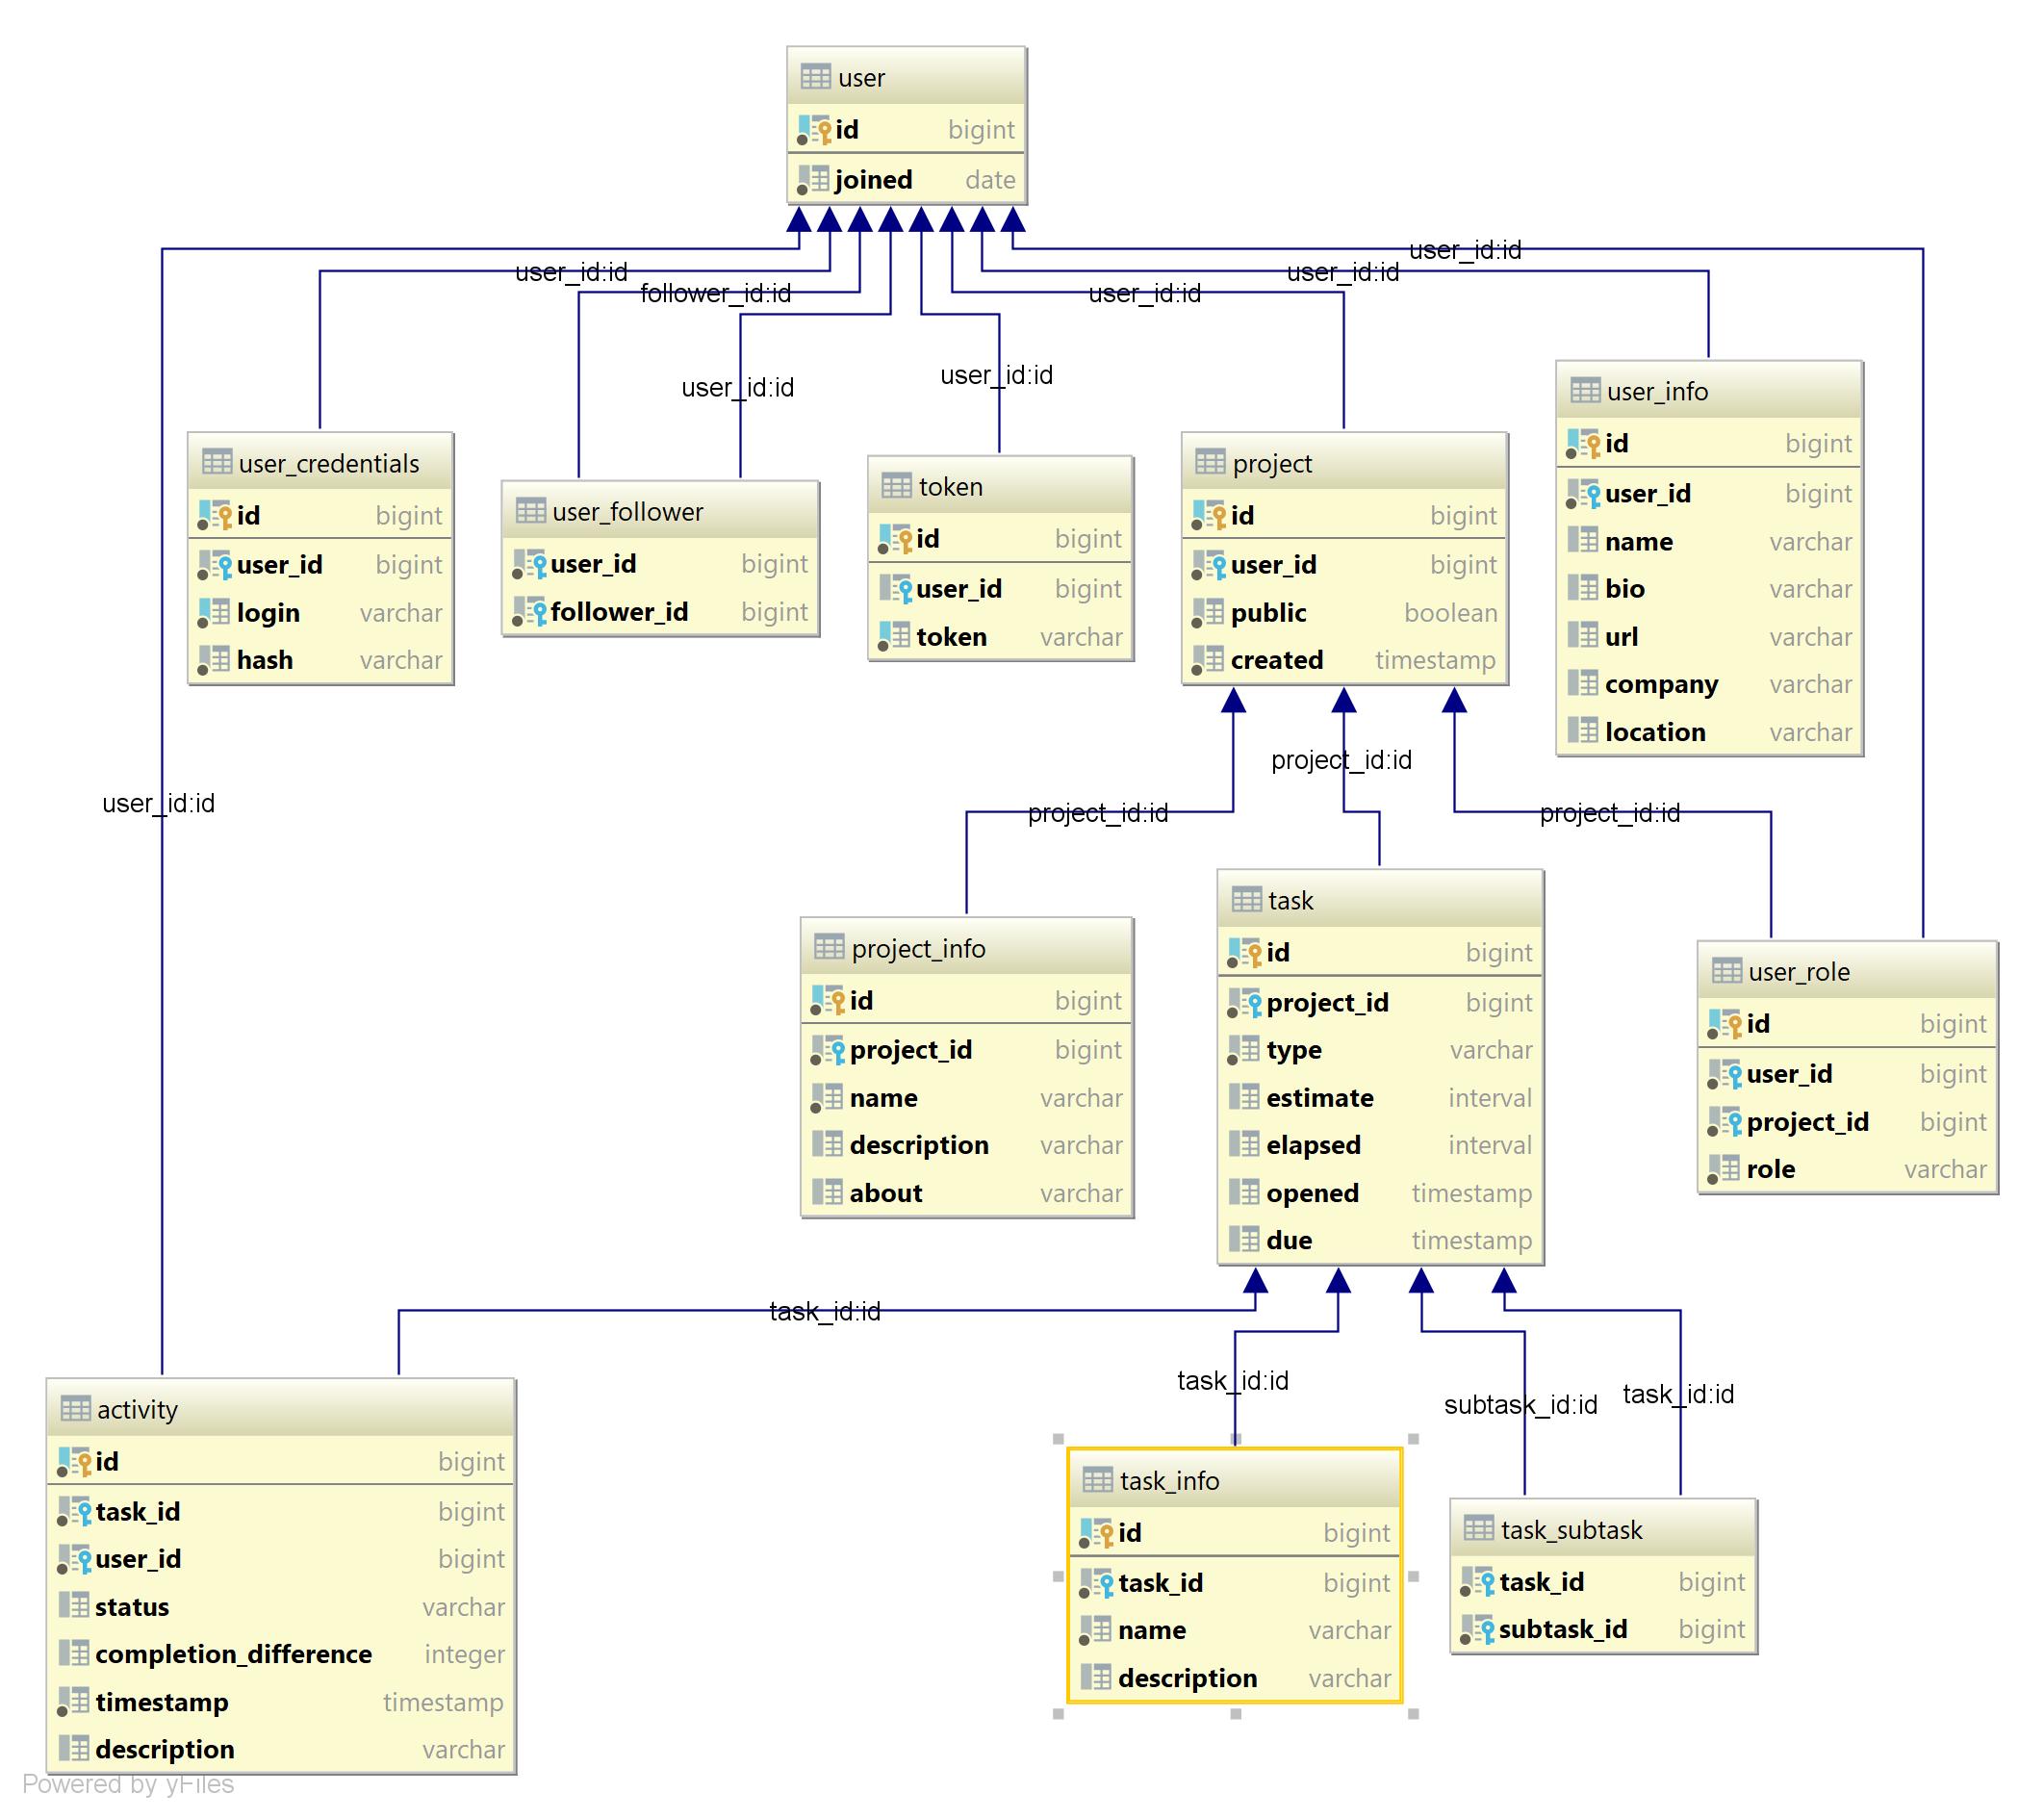 user
id bigint
joined date
user_id:id
user_id:id
user_id:id
follower_id:id
user_id:id
user_id:id
user_id:id
user_info
id bigint
user_id bigint
name varchar
bio varchar
url varchar
company varchar
location varchar
user_credentials
id bigint
user_id bigint
login varchar
hash varchar
user_follower
user_id bigint
follower_id bigint
token
id bigint
user_id bigint
token varchar
project
id bigint
user_id bigint
public boolean
created timestamp
project_id:id
user_id:id
project_id:id
project_id:id
project_info
id bigint
project_id bigint
name varchar
description varchar
about varchar
task
id bigint
project_id bigint
type varchar
estimate interval
elapsed interval
opened timestamp
due timestamp
user_role
id bigint
user_id bigint
project_id bigint
role varchar
task_id:id
task_id:id
subtask_id:id
task_id:id
activity
id bigint
task_id bigint
user_id bigint
status varchar
completion_difference integer
timestamp timestamp
description varchar
task_info
id bigint
task_id bigint
name varchar
description varchar
task_subtask
task_id bigint
subtask_id bigint
Powered by yFiles